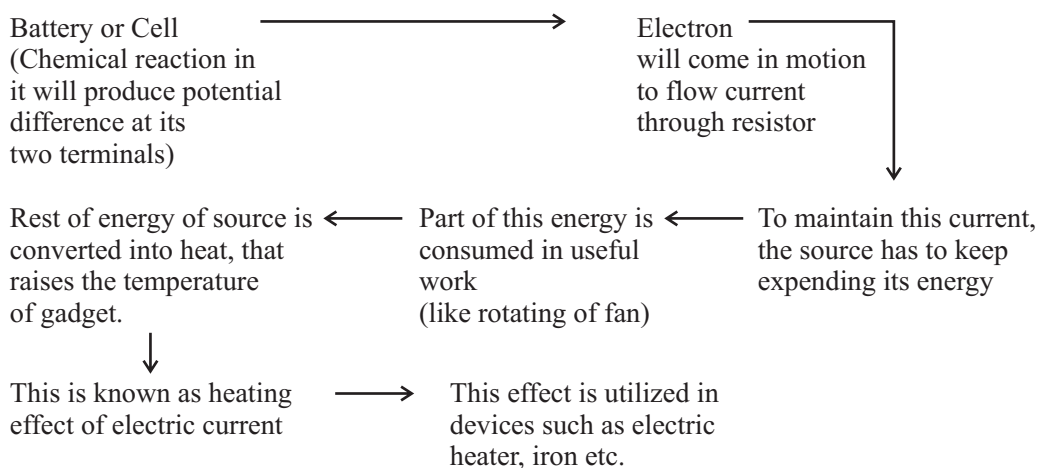 Battery or Cell
(Chemical reaction in
it will produce potential
difference at its
two terminals)
Electron
will come in motion
to flow current
through resistor
To maintain this current,
the source has to keep
expending its energy
Part of this energy is
consumed in useful
work
(like rotating of fan)
Rest of energy of source is
converted into heat, that
raises the temperature
of gadget.
This is known as heating
effect of electric current
This effect is utilized in
devices such as electric
heater, iron etc.